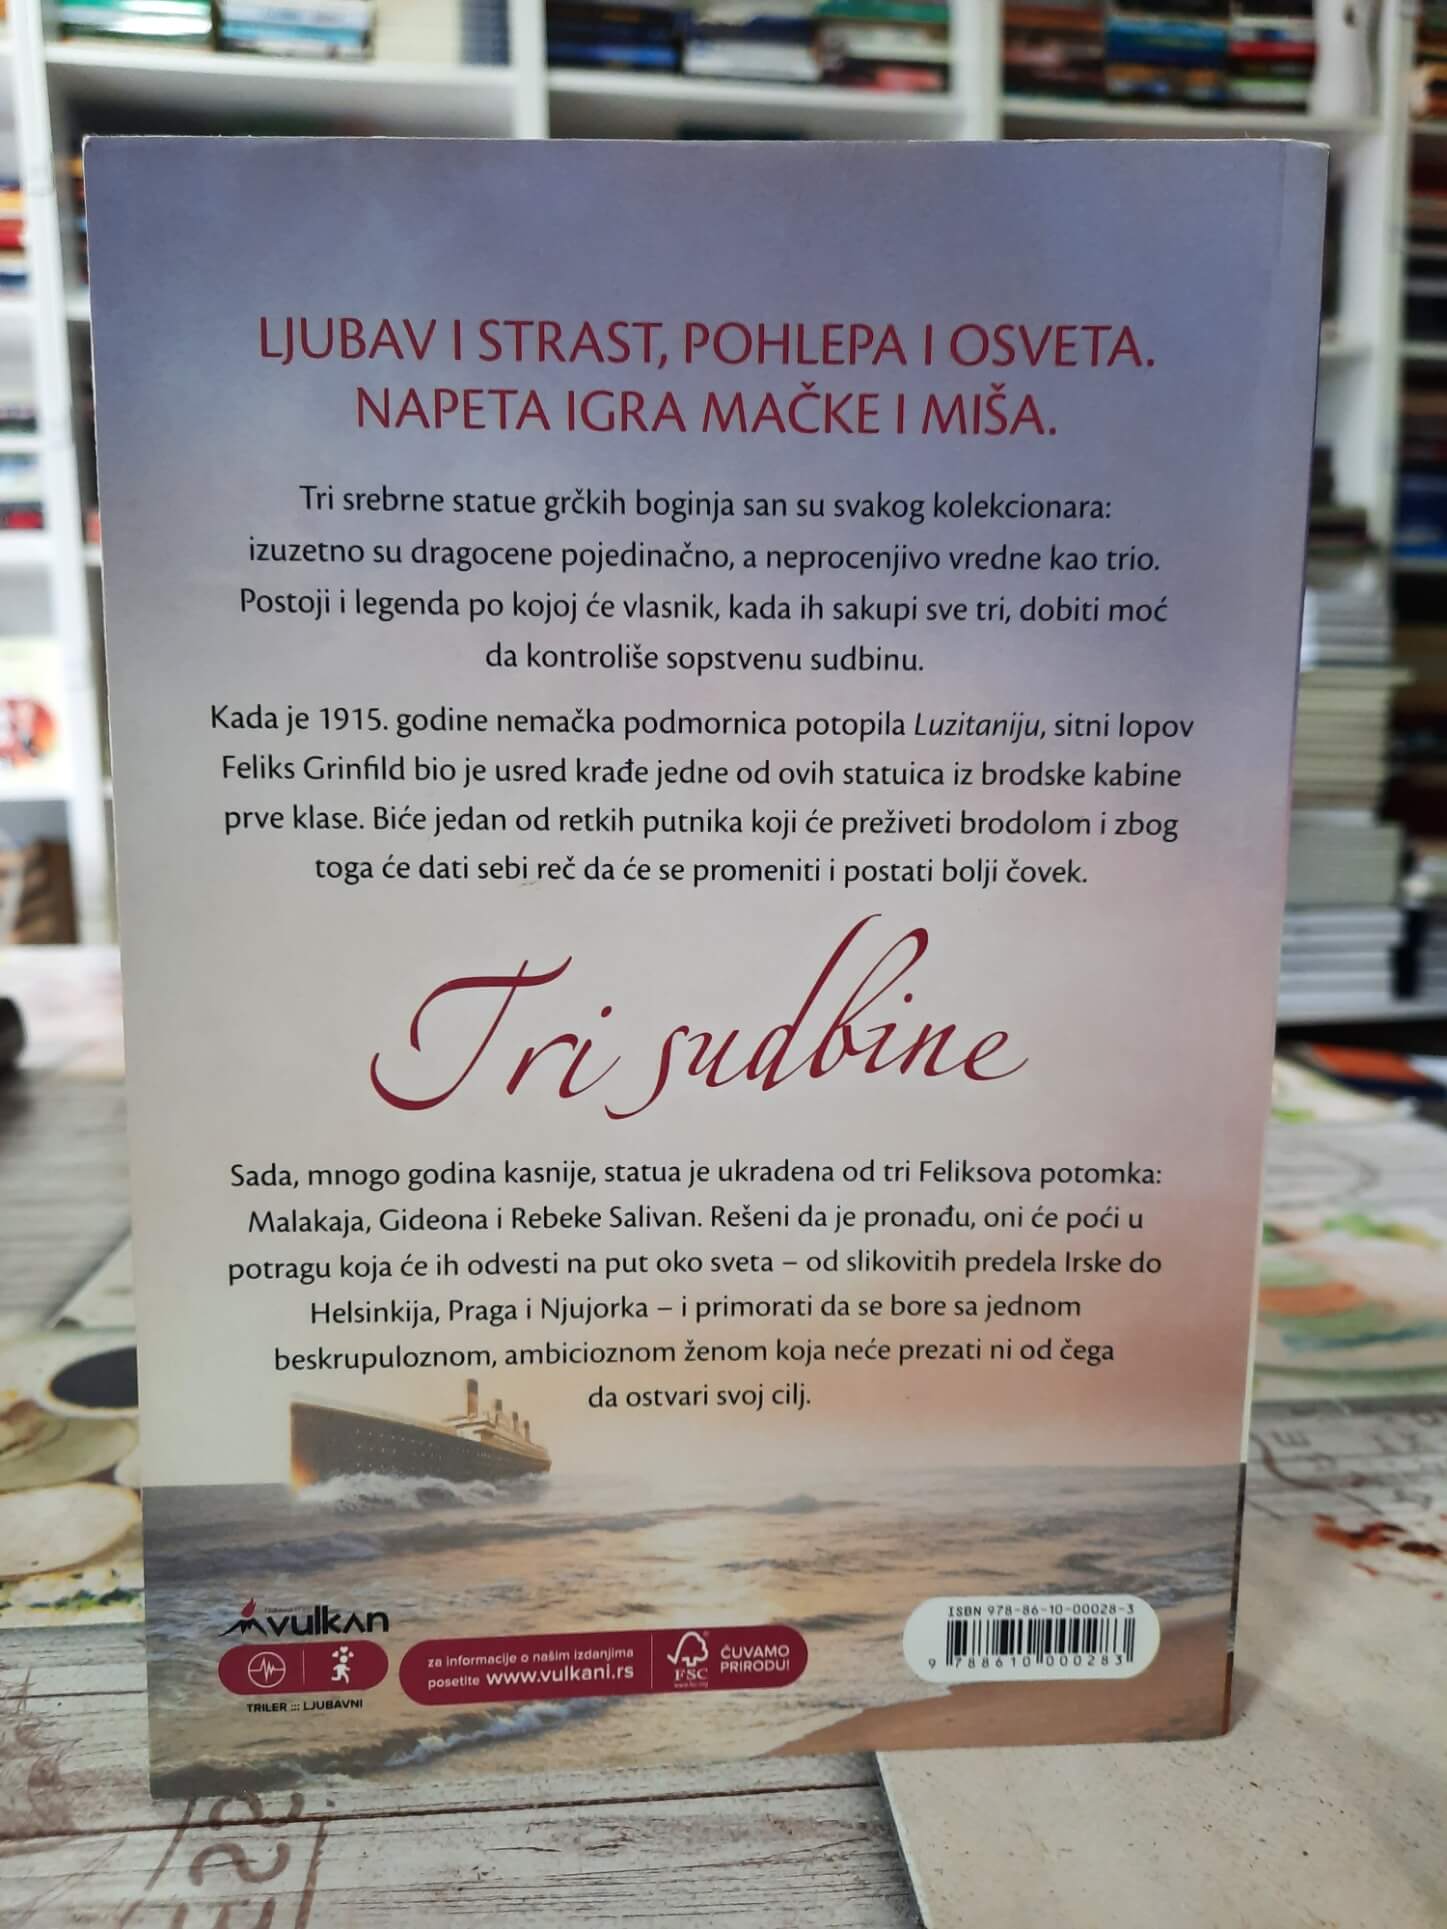 LJUBAV I STRAST, POHLEPA I OSVETA.
NAPETA IGRA MAČKE I MIŠA.
Tri srebrne statue grčkih boginja san su svakog kolekcionara:
izuzetno su dragocene pojedinačno, a neprocenjivo vredne kao trio.
Postoji i legenda po kojoj će vlasnik, kada ih sakupi sve tri, dobiti moć
da kontroliše sopstvenu sudbinu.
Kada je 1915. godine nemačka podmornica potopila Luzitaniju, sitni lopov
Feliks Grinfild bio je usred krađe jedne od ovih statuica iz brodske kabine
prve klase. Biće jedan od retkih putnika koji će preživeti brodolom i zbog
toga će dati sebi reč da će se promeniti i postati bolji čovek.
Tri sudbine
Sada, mnogo godina kasnije, statua je ukradena od tri Feliksova potomka:
Malakaja, Gideona i Rebeke Salivan. Rešeni da je pronađu, oni će poći u
potragu koja će ih odvesti na put oko sveta – od slikovitih predela Irske do
Helsinkija, Praga i Njujorka – i primorati da se bore sa jednom
beskrupuloznom, ambicioznom ženom koja neće prezati ni od čega
da ostvari svoj cilj.
vulkan
TRILER ::: LJUBAVNI
za informacije o našim izdanjima
posetite www.vulkani.rs
FSC
ČUVAMO
PRIRODU!
ISBN 978-86-10-00028-3
9 788610 000283